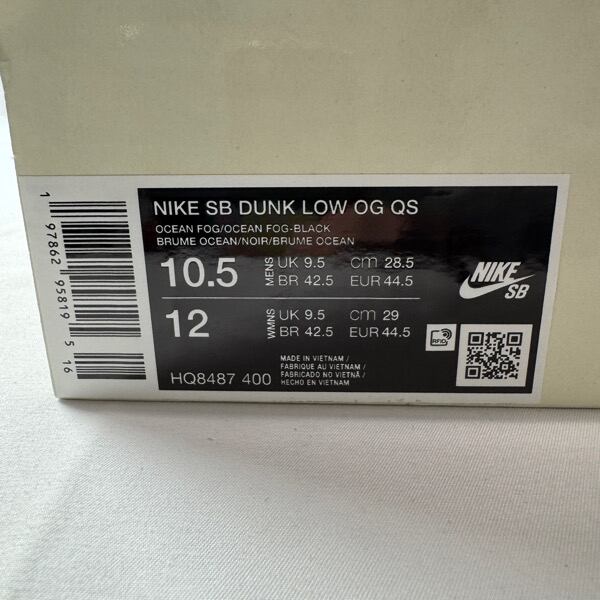 NIKE SB DUNK LOW OG QS
OCEAN FOG/OCEAN FOG-BLACK
BRUME OCEAN/NOIR/BRUME OCEAN
10.5 MENS UK 9.5 cm 28.5
BR 42.5 EUR 44.5
12 WMNS UK 9.5 cm 29
BR 42.5 EUR 44.5
HQ8487 400
MADE IN VIETNAM /
FABRIQUE AU VIETNAM /
FABRICADO NO VIETNÃ /
HECHO EN VIETNAM
NIKE
SB
RFID
1 97862 95819 5 16